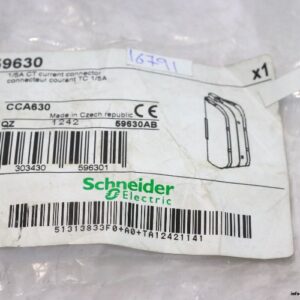 59630
16791
x1
1/5A CT current connector
connecteur courant TC 1/5A
CCA630
Made in Czech republic CE
QZ 1242 59630AB
303430 596301
Schneider
Electric
51313833F0+A0+TA12421141